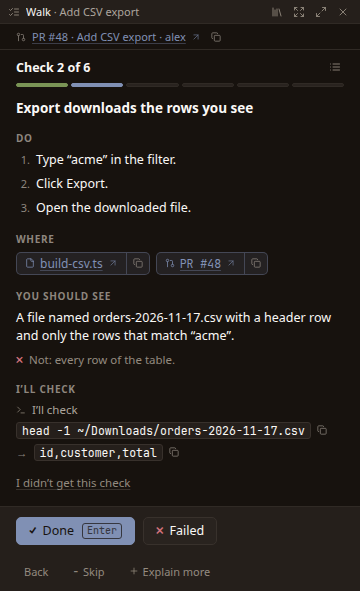 Walk · Add CSV export
PR #48 · Add CSV export · alex ↗
Check 2 of 6
Export downloads the rows you see
DO
1. Type “acme” in the filter.
2. Click Export.
3. Open the downloaded file.
WHERE
build-csv.ts ↗ PR #48 ↗
YOU SHOULD SEE
A file named orders-2026-11-17.csv with a header row
and only the rows that match “acme”.
× Not: every row of the table.
I’LL CHECK
I’ll check
head -1 ~/Downloads/orders-2026-11-17.csv
→ id,customer,total
I didn’t get this check
✓ Done Enter × Failed
Back - Skip + Explain more